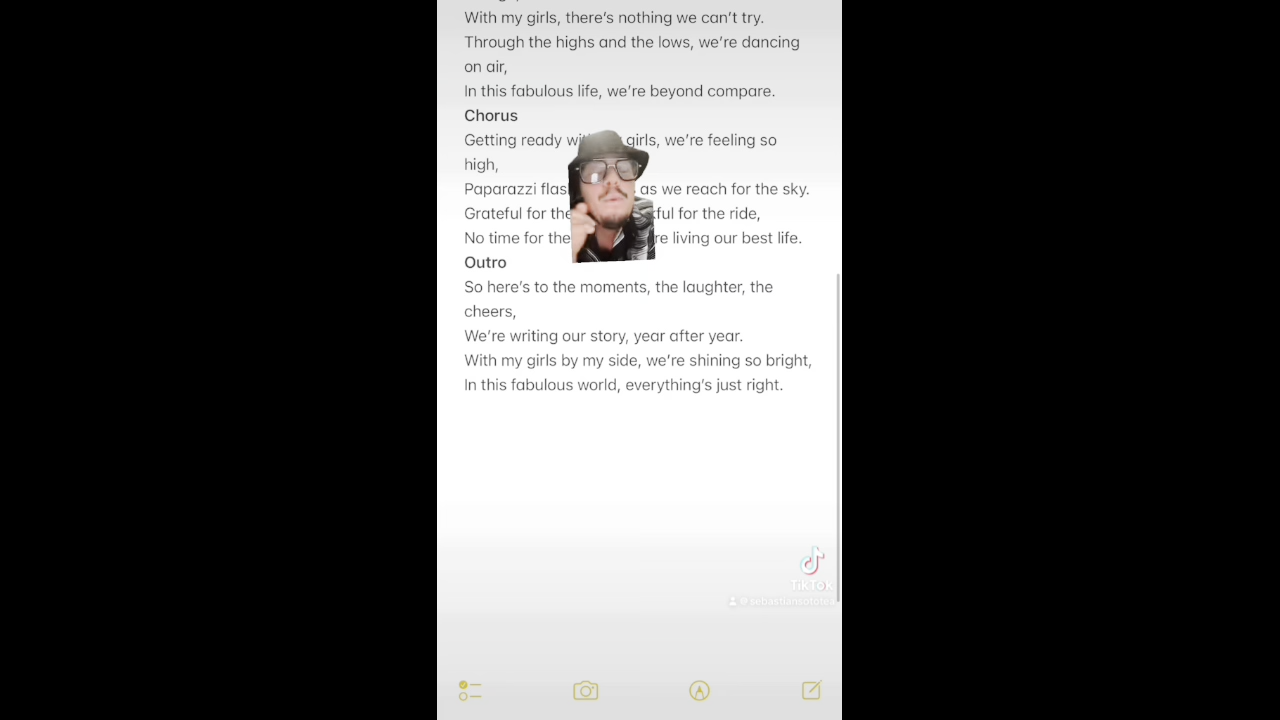 With my girls, there's nothing we can't try.
Through the highs and the lows, we're dancing
on air,
In this fabulous life, we're beyond compare.
Chorus
Getting ready girls, we're feeling so
high,
Paparazzi as we reach for the sky.
Grateful for the for the ride,
No time for the living our best life.
Outro
So here's to the moments, the laughter, the
cheers,
We're writing our story, year after year.
With my girls by my side, we're shining so bright,
In this fabulous world, everything's just right.
TikTok